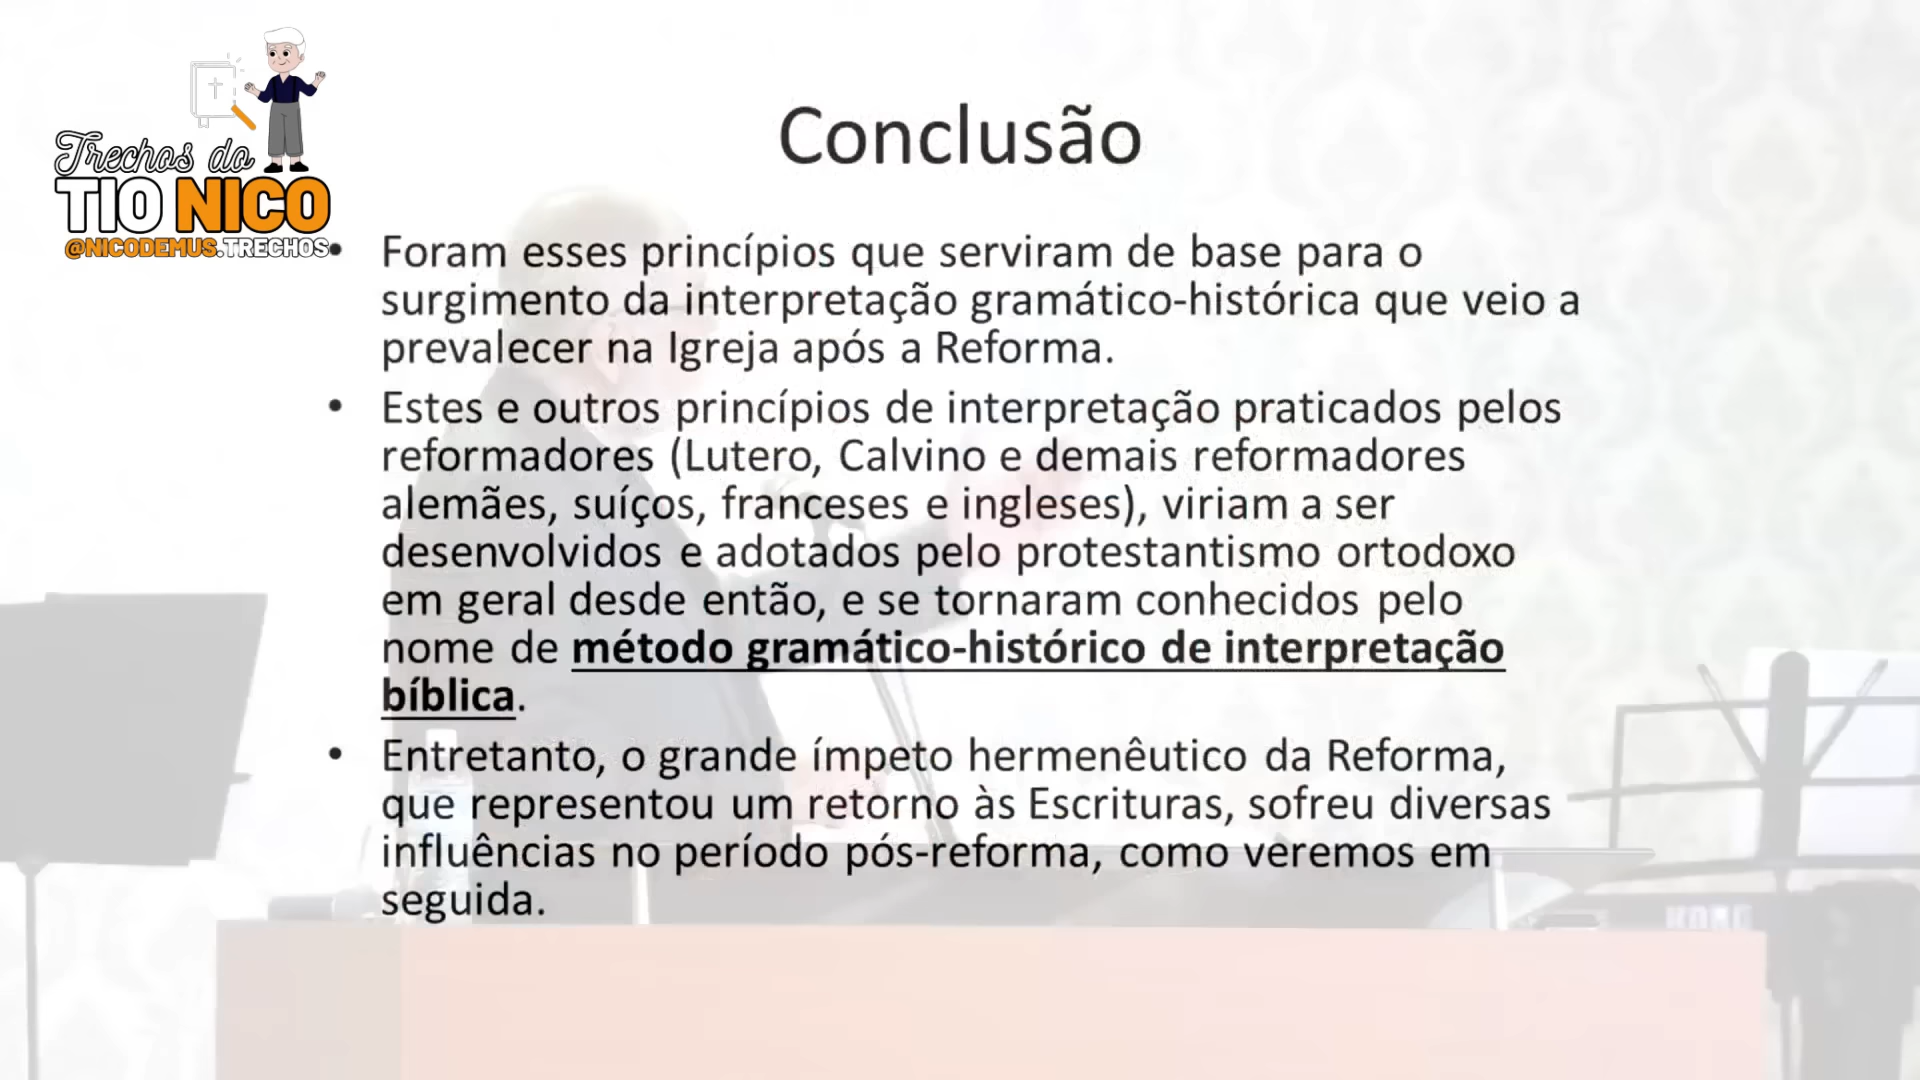 Trechos do
TIO NICO
@NICODEMUS.TRECHOS
Conclusão
• Foram esses princípios que serviram de base para o
surgimento da interpretação gramático-histórica que veio a
prevalecer na Igreja após a Reforma.
• Estes e outros princípios de interpretação praticados pelos
reformadores (Lutero, Calvino e demais reformadores
alemães, suíços, franceses e ingleses), viriam a ser
desenvolvidos e adotados pelo protestantismo ortodoxo
em geral desde então, e se tornaram conhecidos pelo
nome de método gramático-histórico de interpretação
bíblica.
• Entretanto, o grande ímpeto hermenêutico da Reforma,
que representou um retorno às Escrituras, sofreu diversas
influências no período pós-reforma, como veremos em
seguida.
KORG